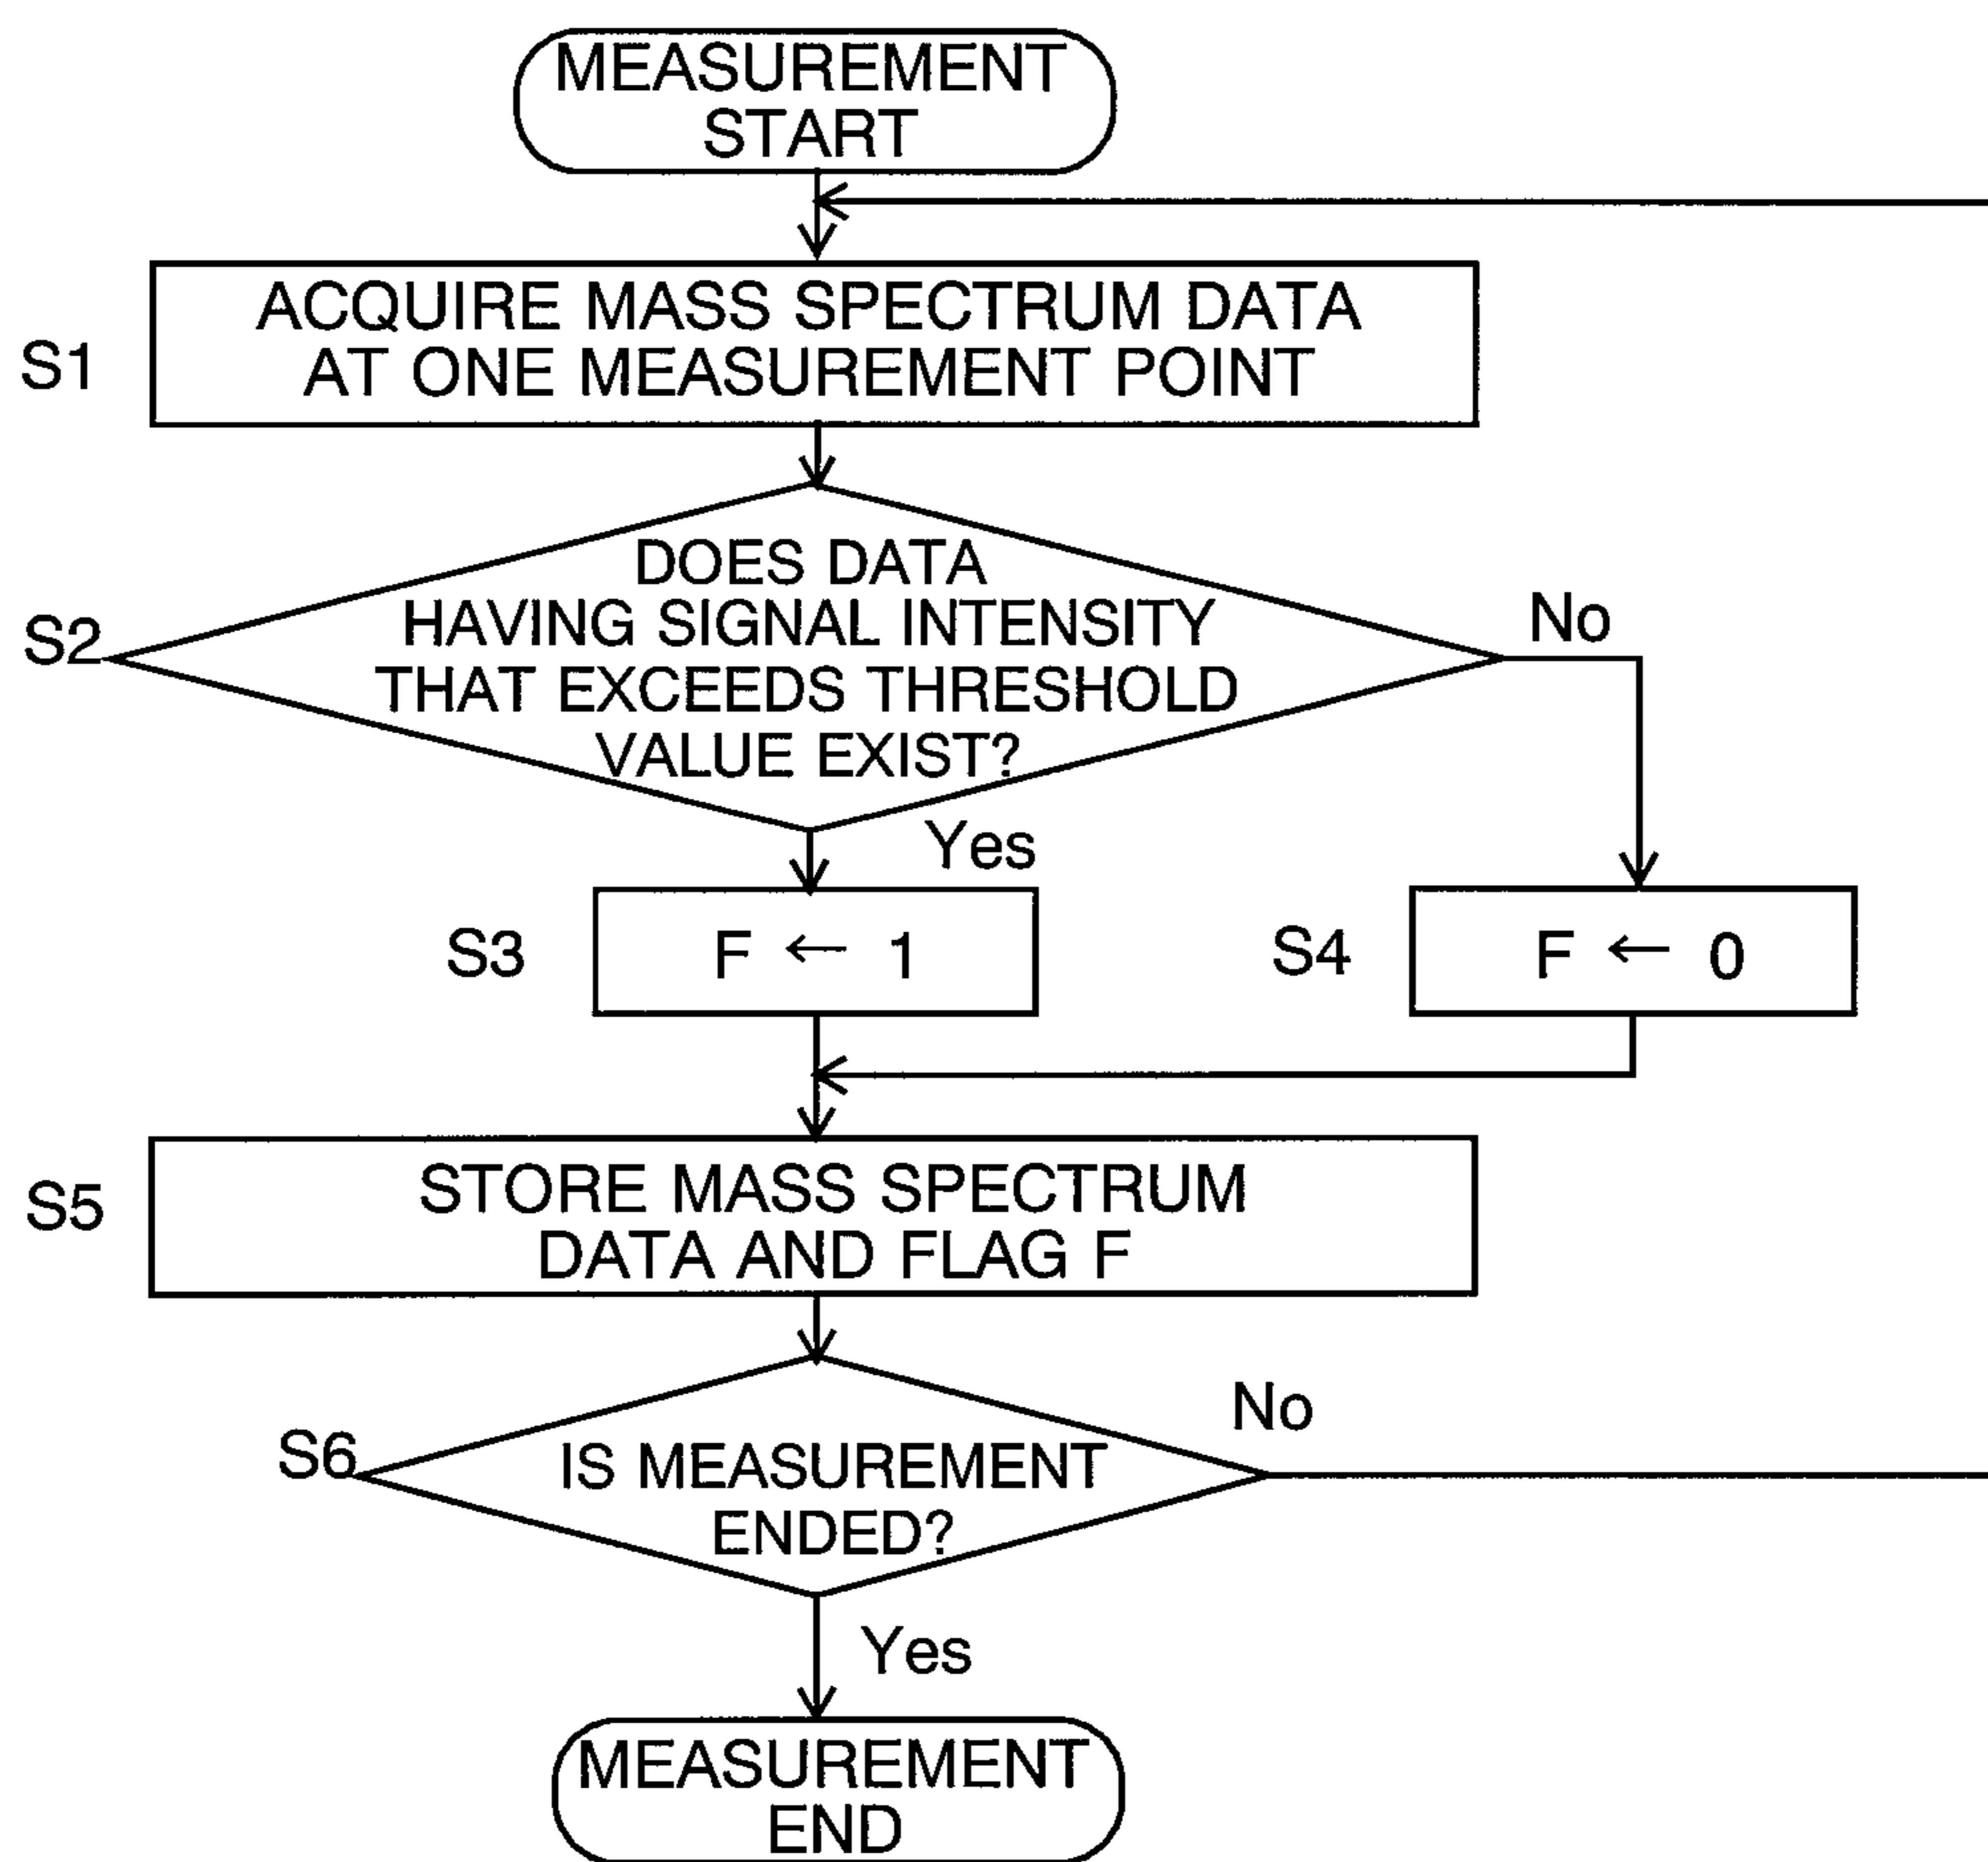 MEASUREMENT
START
S1
ACQUIRE MASS SPECTRUM DATA
AT ONE MEASUREMENT POINT
S2
DOES DATA
HAVING SIGNAL INTENSITY
THAT EXCEEDS THRESHOLD
VALUE EXIST?
No
Yes
S3
F ← 1
S4
F ← 0
S5
STORE MASS SPECTRUM
DATA AND FLAG F
S6
IS MEASUREMENT
ENDED?
No
Yes
MEASUREMENT
END